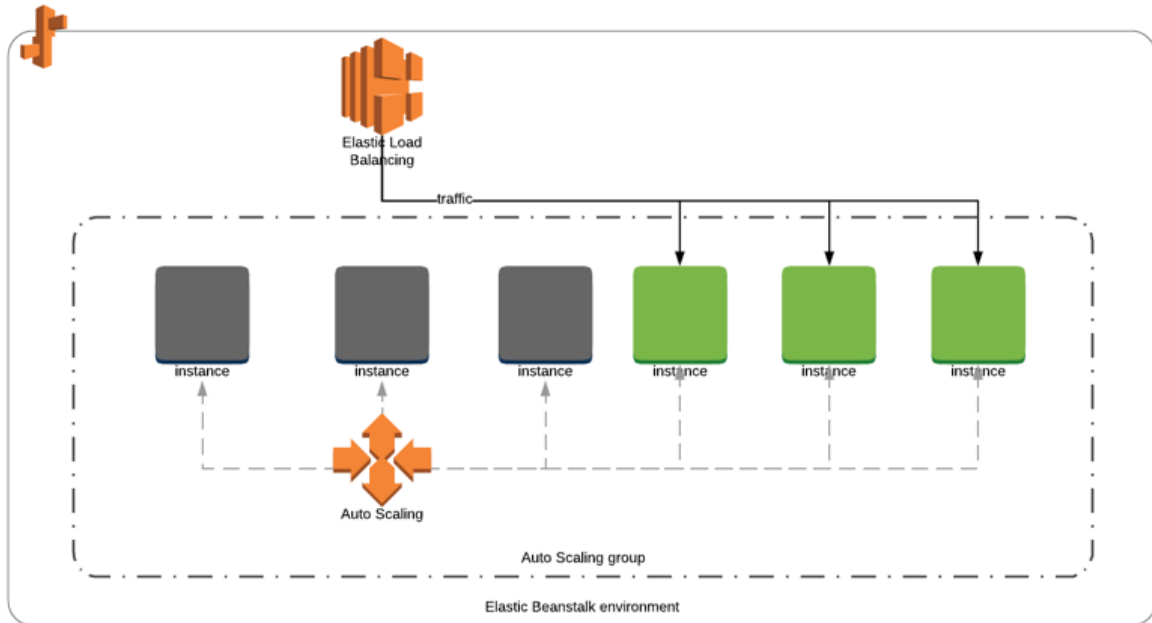 Elastic Load
Balancing
traffic
instance
instance
instance
instance
instance
instance
Auto Scaling
Auto Scaling group
Elastic Beanstalk environment